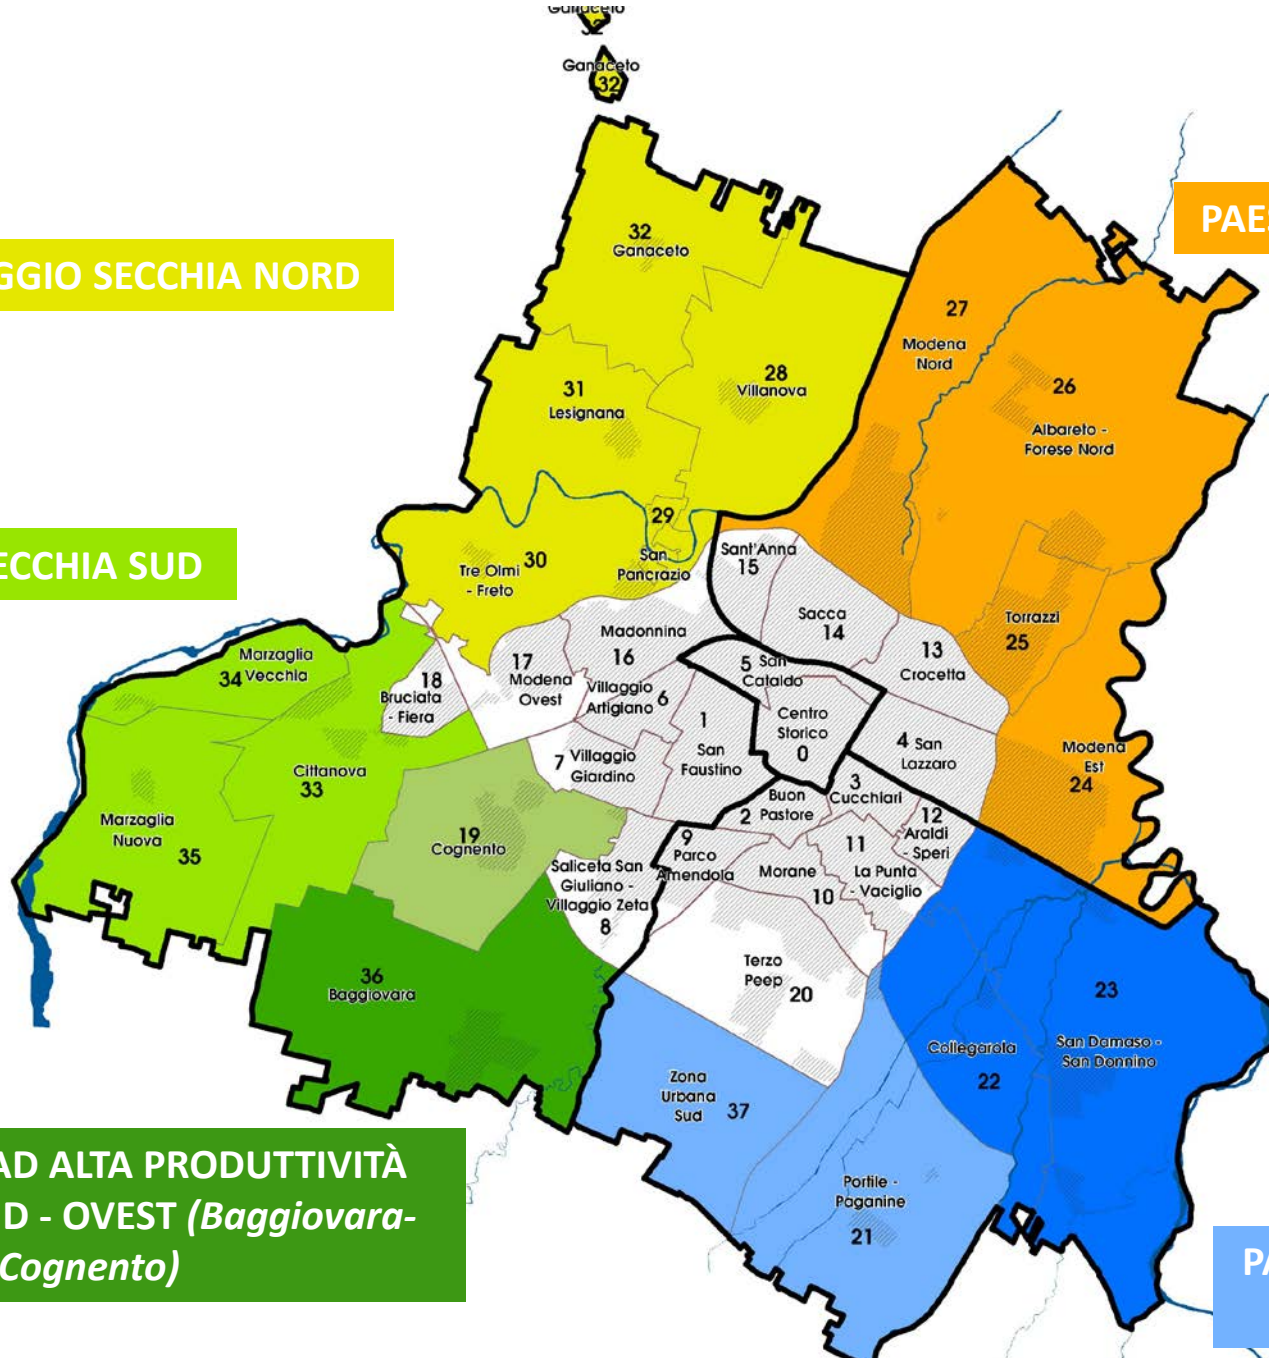 Ganaceto
32
Ganaceto
32
PAES
32
Ganaceto
GGIO SECCHIA NORD
27
Modena
Nord
28
Villanova
26
31
Lesignana
Albareto -
Forese Nord
29
San
Pancrazio
Sant'Anna
15
ECCHIA SUD
Tre Olmi 30
- Freto
Sacca
14
Torrazzi
25
Madonnina
16
13
Crocetta
Marzaglia
34 Vecchia
17
Modena
Ovest
5 San
Cataldo
18
Bruciata
- Fiera
Villaggio
Artigiano 6
1
San
Faustino
Centro
Storico
0
4 San
Lazzaro
Modena
Est
24
7 Villaggio
Giardino
Cittanova
33
3
Cucchiari
Buon
2 Pastore
Marzaglia
Nuova 35
12
Araldi
- Speri
19
Cognento
9
Parco
Amendola
11
La Punta
- Vaciglio
Saliceta San
Giuliano -
Villaggio Zeta
8
Morane
10
Terzo
Peep 20
36
Baggiovara
23
San Damaso -
San Donnino
Collegarola
22
Zona
Urbana
Sud 37
AD ALTA PRODUTTIVITÀ
D - OVEST (Baggiovara-
Cognento)
Portile -
Paganine
21
PA